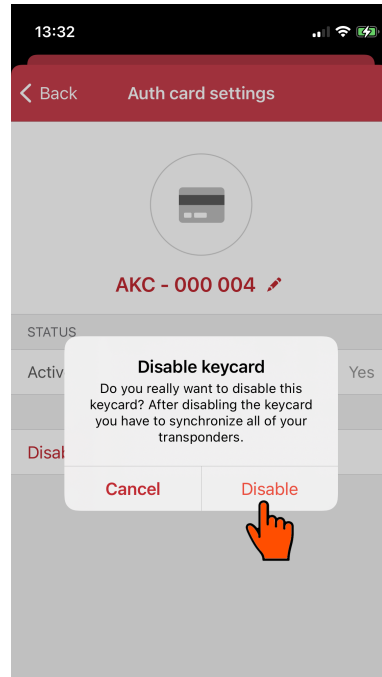 13:32
Back Auth card settings
AKC - 000 004
STATUS
Activ Yes
Disable keycard
Do you really want to disable this
keycard? After disabling the keycard
you have to synchronize all of your
transponders.
Disab
Cancel Disable